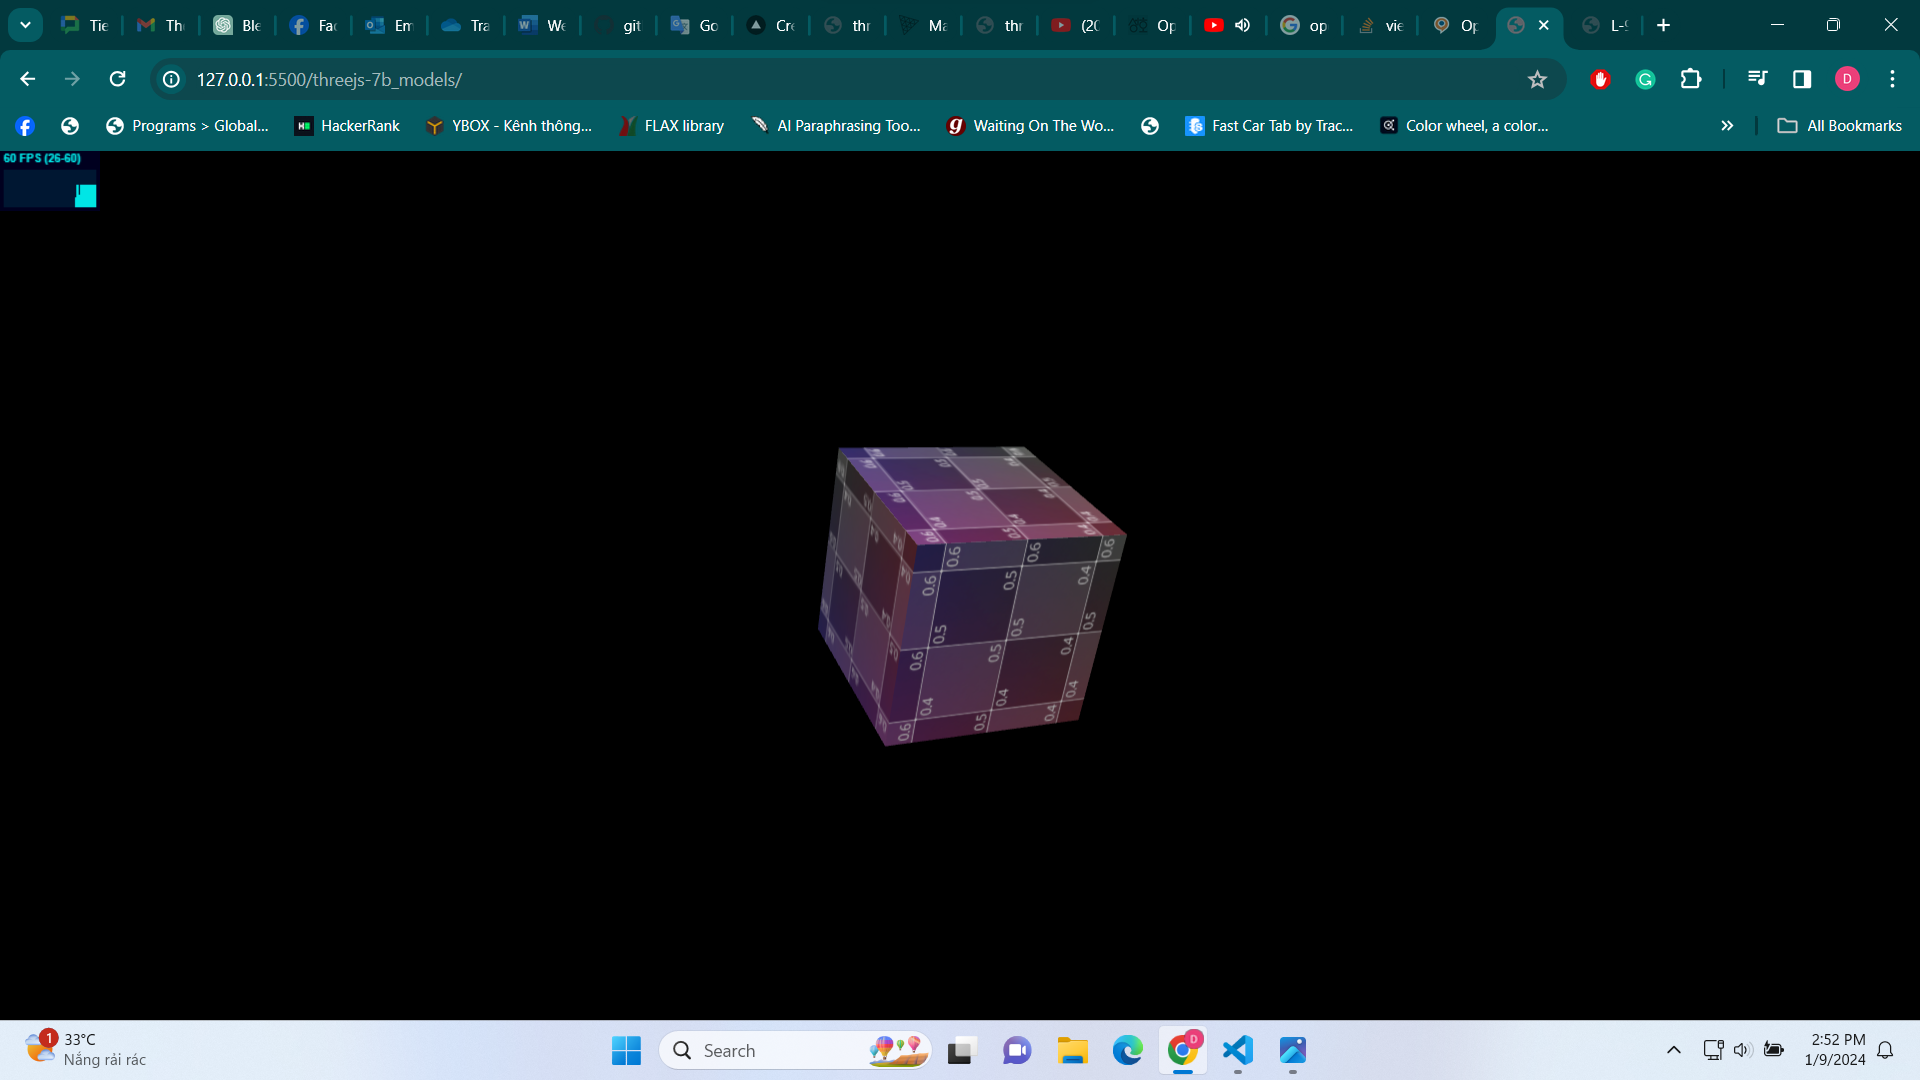 Tie
Th
Ble
Fac
Em
Tra
We
git
Go
Cre
thr
Ma
thr
(20
Op
op
vie
Op
L-9
127.0.0.1:5500/threejs-7b_models/
D
Programs > Global...
HackerRank
YBOX - Kênh thông...
FLAX library
AI Paraphrasing Too...
Waiting On The Wo...
Fast Car Tab by Trac...
Color wheel, a color...
All Bookmarks
60 FPS (26-60)
0.6 0.6 0.6
0.6 0.5 0.4
0.5 0.5 0.5
0.6 0.5 0.4
0.4 0.4 0.4
0.6 0.5 0.4
1
33°C
Nắng rải rác
Search
D
2:52 PM
1/9/2024